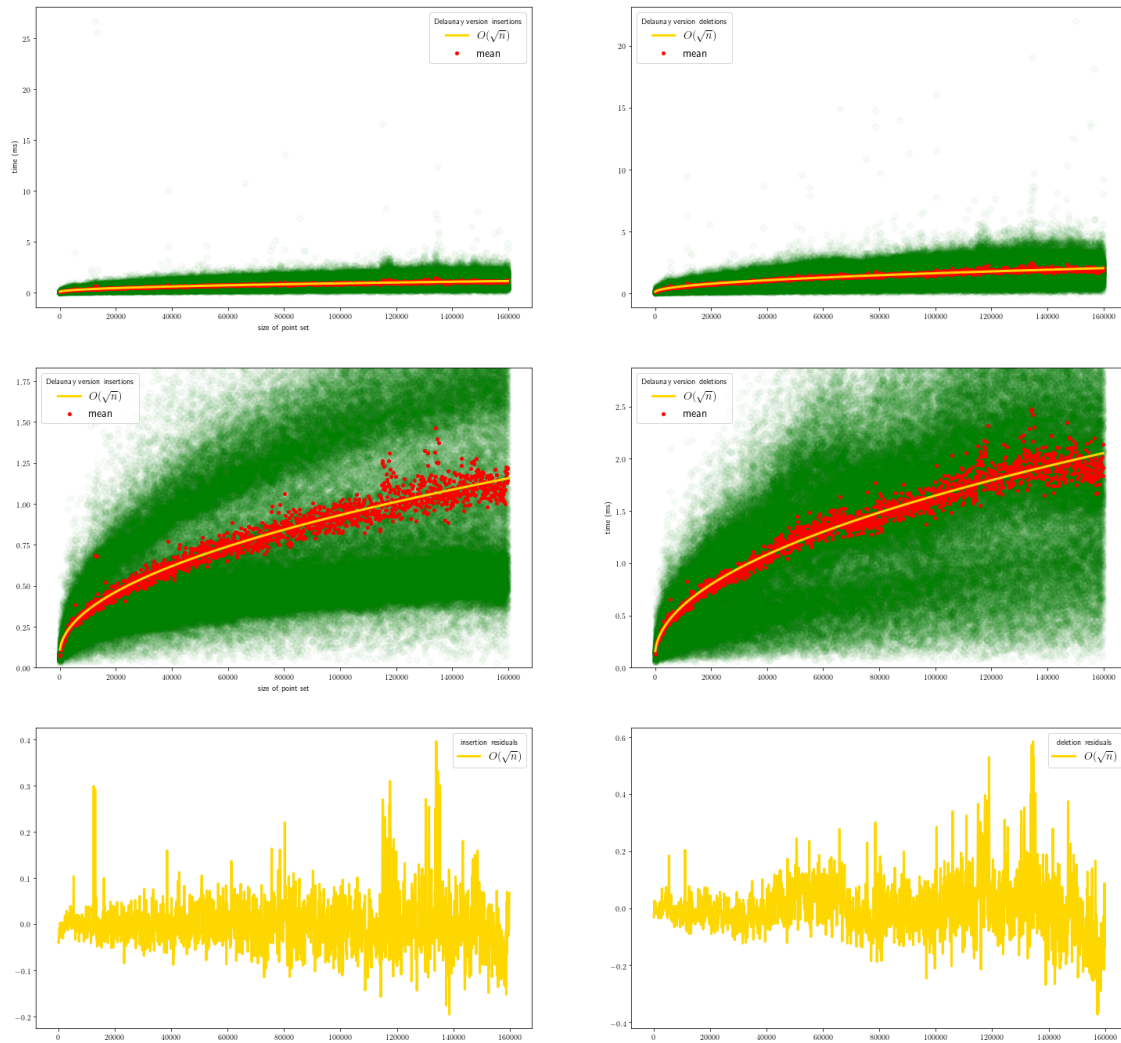 Delaunay version insertions
O(√n)
mean
time (ms)
25
20
15
10
5
0
0 20000 40000 60000 80000 100000 120000 140000 160000
size of point set
Delaunay version deletions
O(√n)
mean
20
15
10
5
0
0 20000 40000 60000 80000 100000 120000 140000 160000
Delaunay version insertions
O(√n)
mean
1.75
1.50
1.25
1.00
0.75
0.50
0.25
0.00
0 20000 40000 60000 80000 100000 120000 140000 160000
size of point set
Delaunay version deletions
O(√n)
mean
time (ms)
2.5
2.0
1.5
1.0
0.5
0.0
0 20000 40000 60000 80000 100000 120000 140000 160000
insertion residuals
O(√n)
0.4
0.3
0.2
0.1
0.0
−0.1
−0.2
0 20000 40000 60000 80000 100000 120000 140000 160000
deletion residuals
O(√n)
0.6
0.4
0.2
0.0
−0.2
−0.4
0 20000 40000 60000 80000 100000 120000 140000 160000